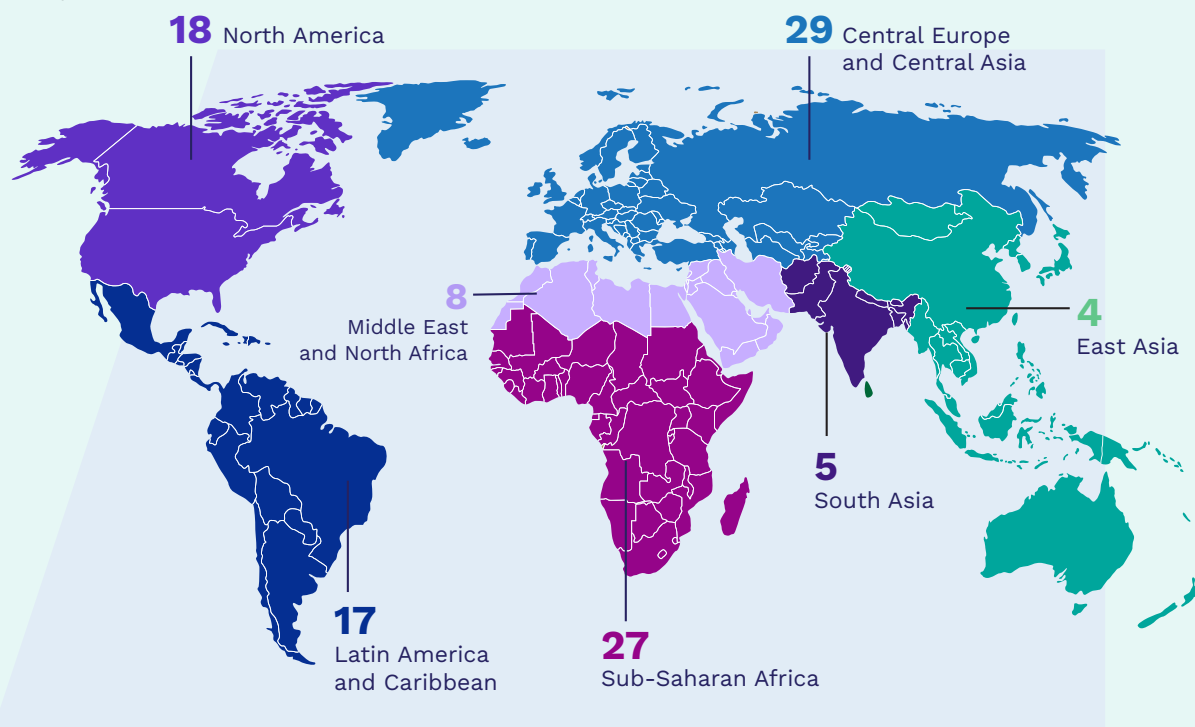 18 North America
29 Central Europe
and Central Asia
8
Middle East
and North Africa
4
East Asia
5
South Asia
17
Latin America
and Caribbean
27
Sub-Saharan Africa